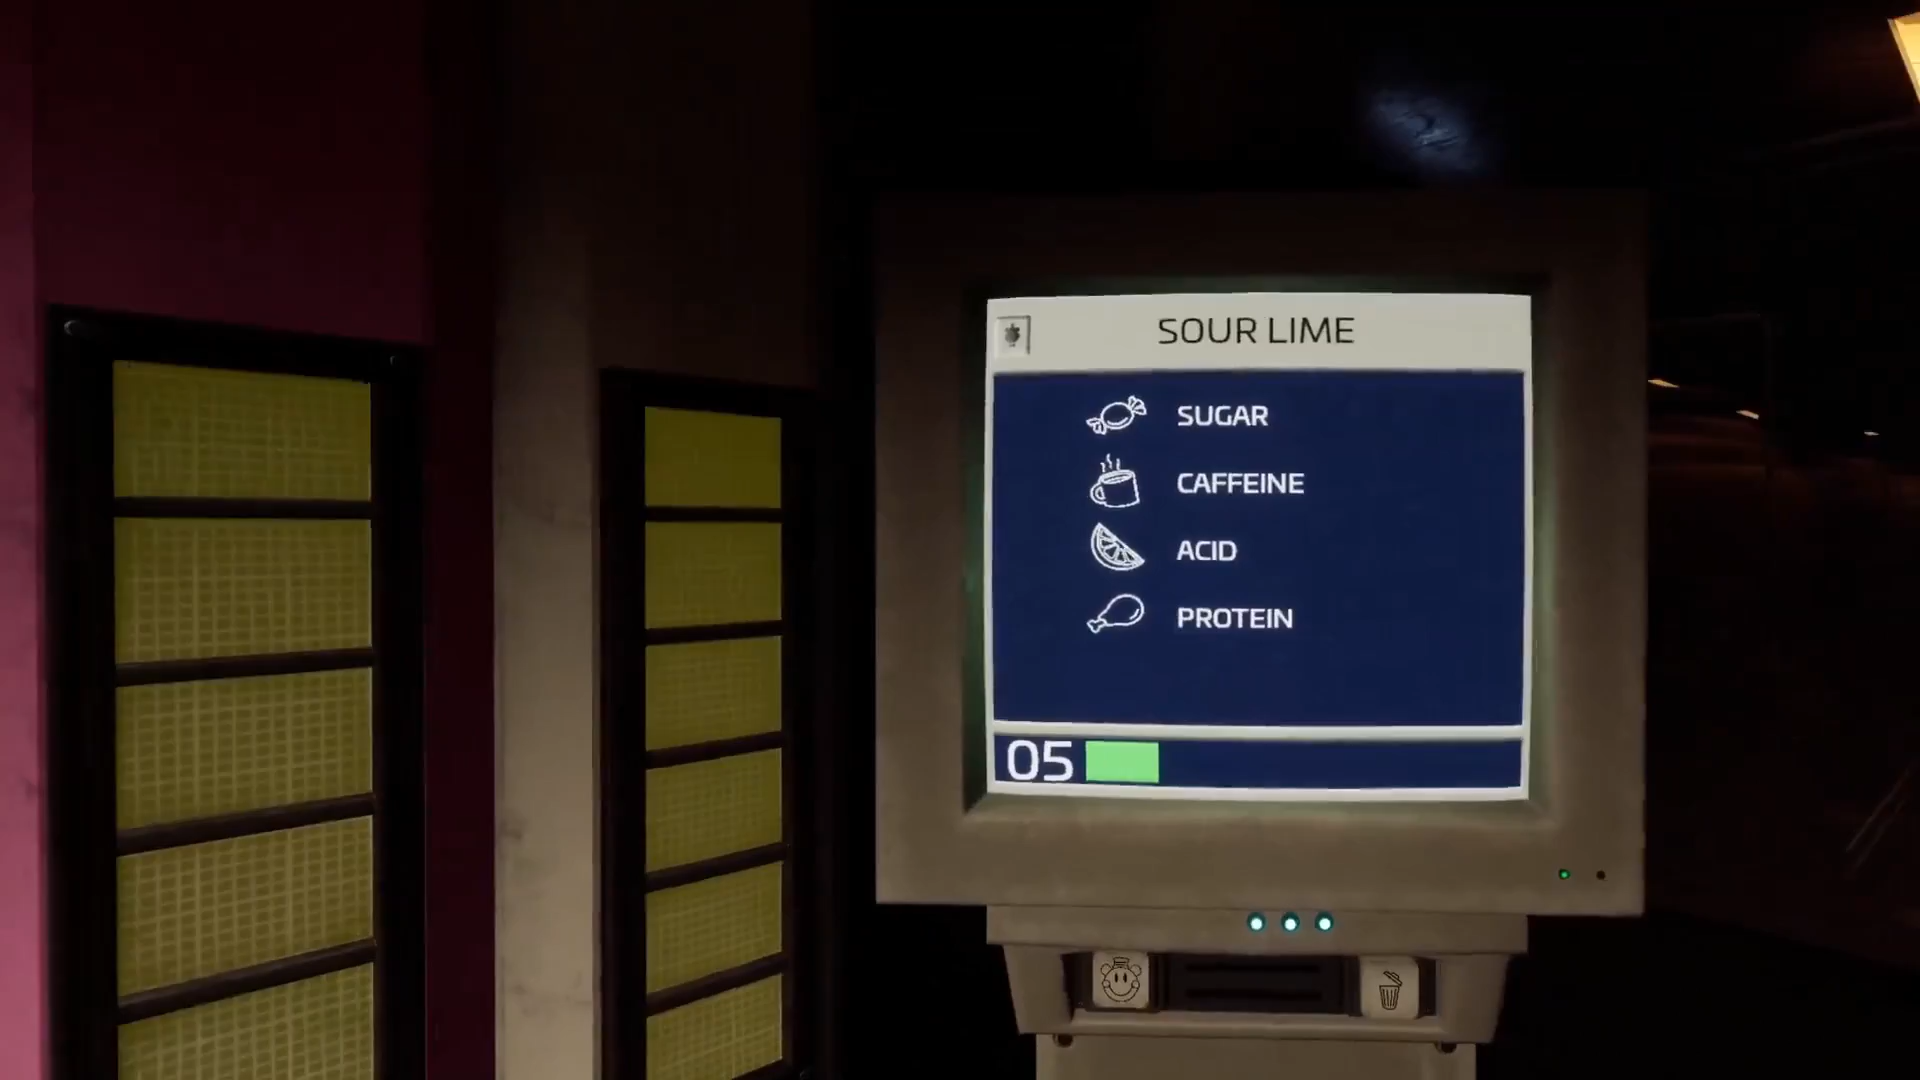 SOUR LIME
SUGAR
CAFFEINE
ACID
PROTEIN
05